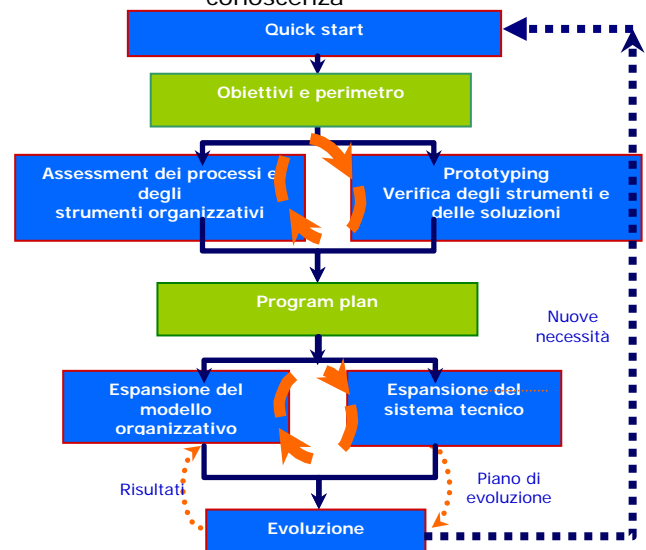 conoscenza
Quick start
Obiettivi e perimetro
Assessment dei processi e
degli
strumenti organizzativi
Prototyping
Verifica degli strumenti e
delle soluzioni
Program plan
Nuove
necessità
Espansione del
modello
organizzativo
Espansione del
sistema tecnico
Risultati
Piano di
evoluzione
Evoluzione